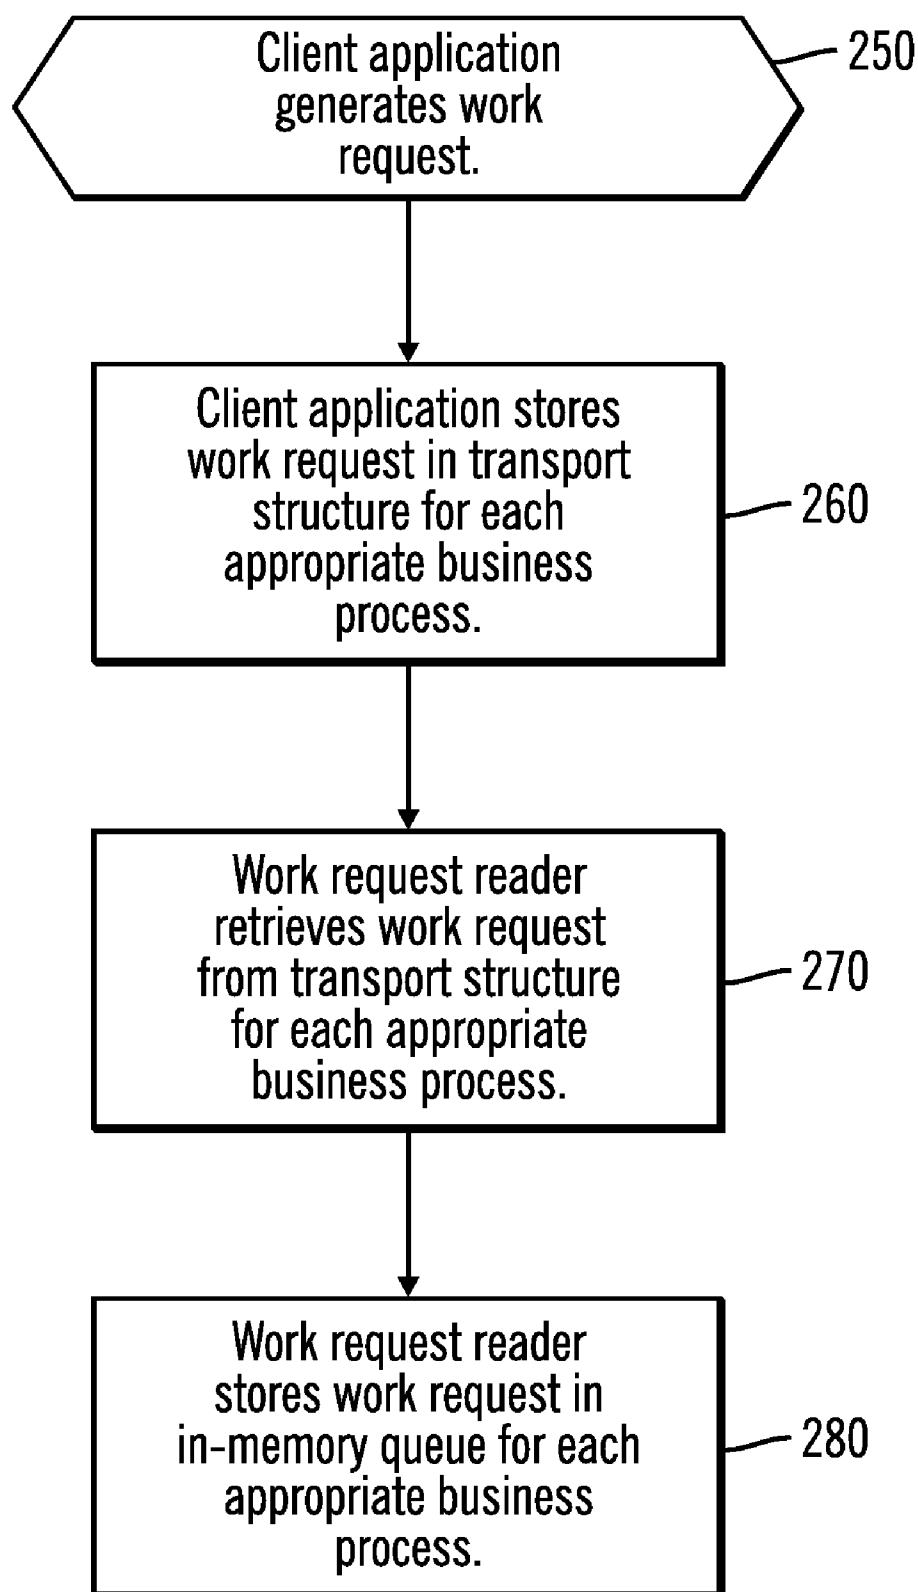 Client application
generates work
request.
250
Client application stores
work request in transport
structure for each
appropriate business
process.
260
Work request reader
retrieves work request
from transport structure
for each appropriate
business process.
270
Work request reader
stores work request in
in-memory queue for each
appropriate business
process.
280